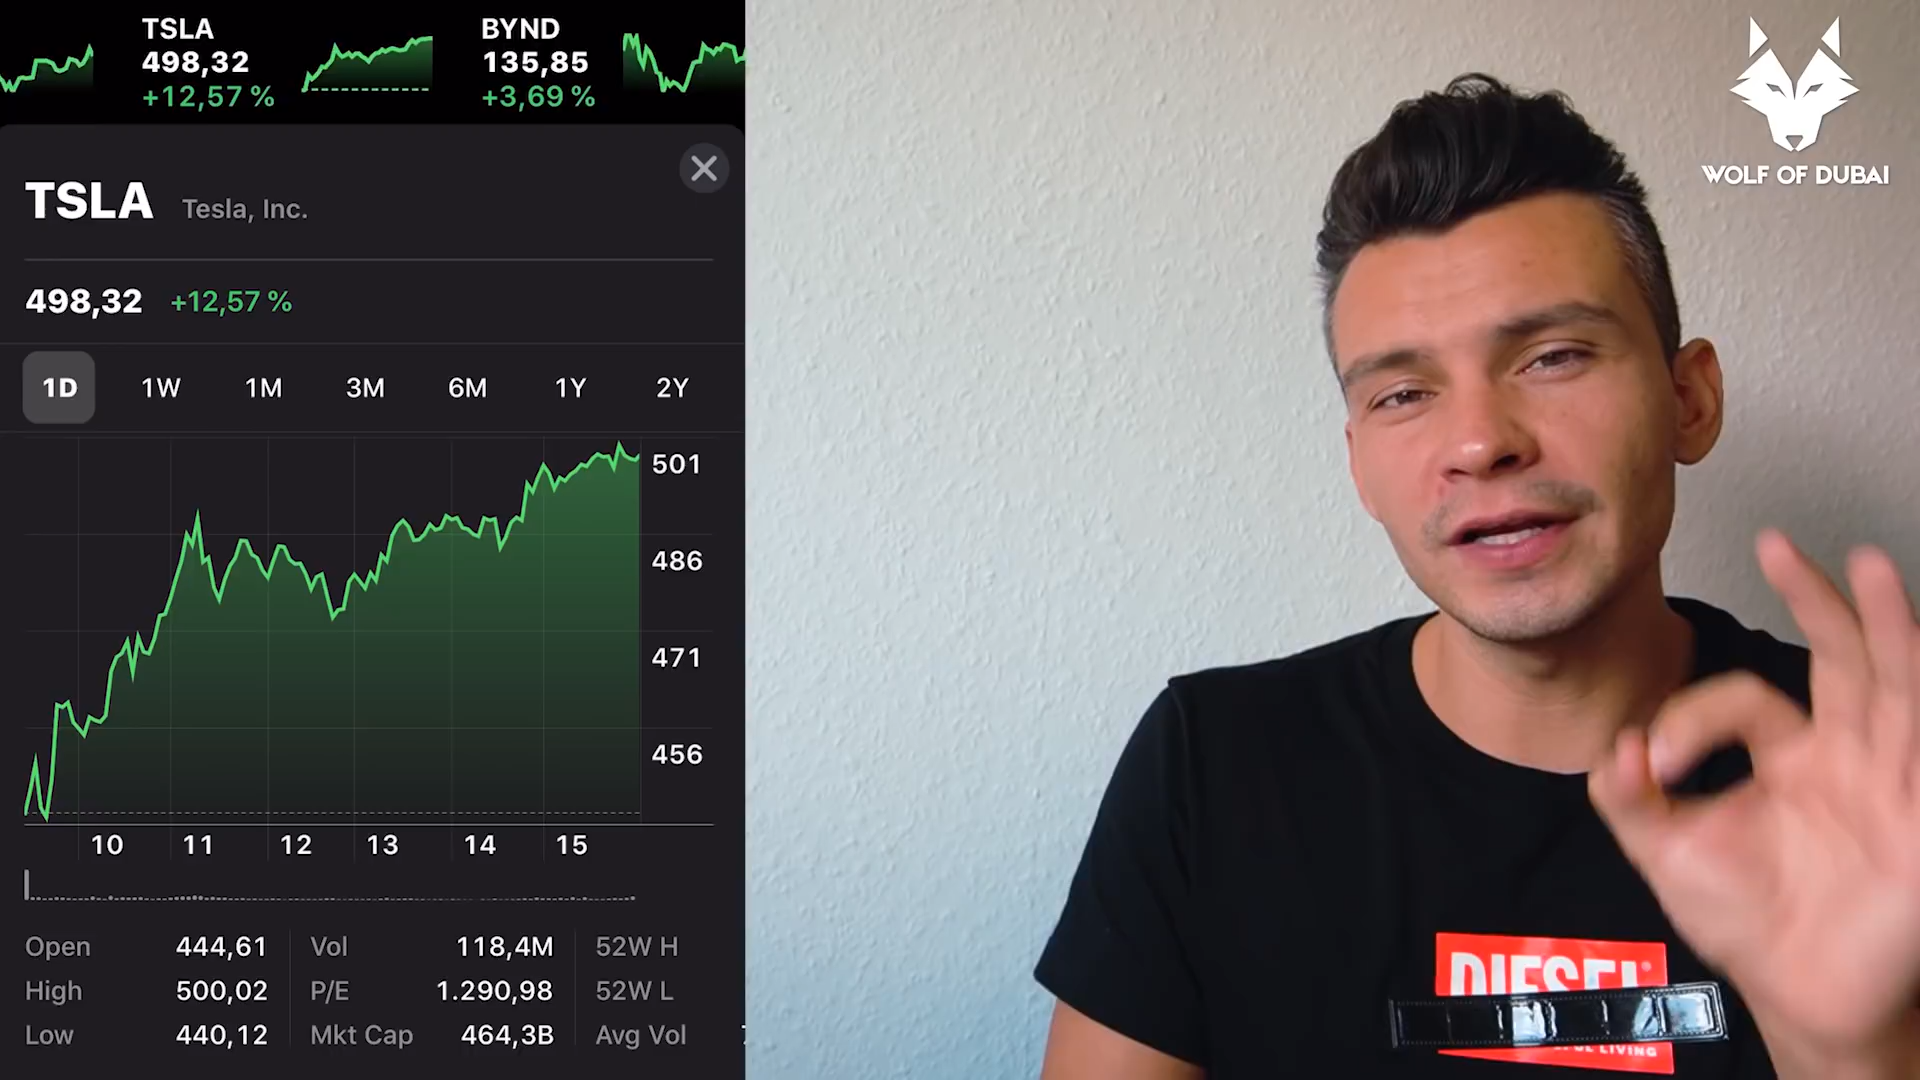 TSLA
498,32
+12,57 %
BYND
135,85
+3,69 %
TSLA Tesla, Inc.
498,32 +12,57 %
1D 1W 1M 3M 6M 1Y 2Y
501
486
471
456
10 11 12 13 14 15
Open 444,61 Vol 118,4M 52W H
High 500,02 P/E 1.290,98 52W L
Low 440,12 Mkt Cap 464,3B Avg Vol
WOLF OF DUBAI
DIESEL
LIVING